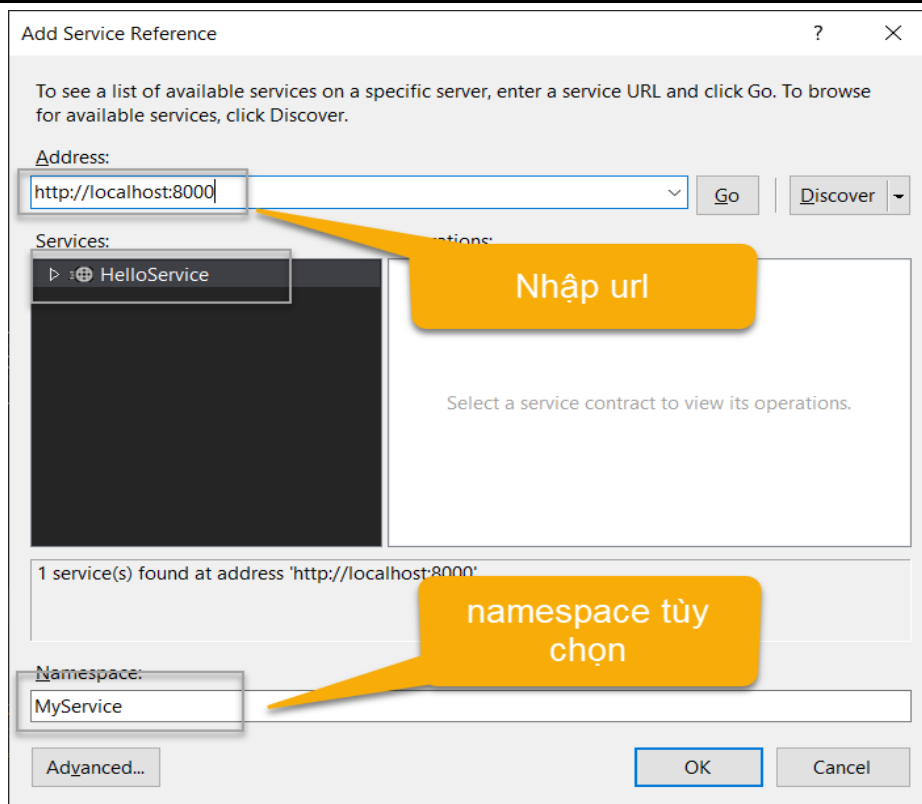 Add Service Reference
?
To see a list of available services on a specific server, enter a service URL and click Go. To browse
for available services, click Discover.
Address:
http://localhost:8000
Go
Discover
Services:
HelloService
Nhập url
Select a service contract to view its operations.
1 service(s) found at address 'http://localhost:8000'
namespace tùy
chọn
Namespace:
MyService
Advanced...
OK
Cancel